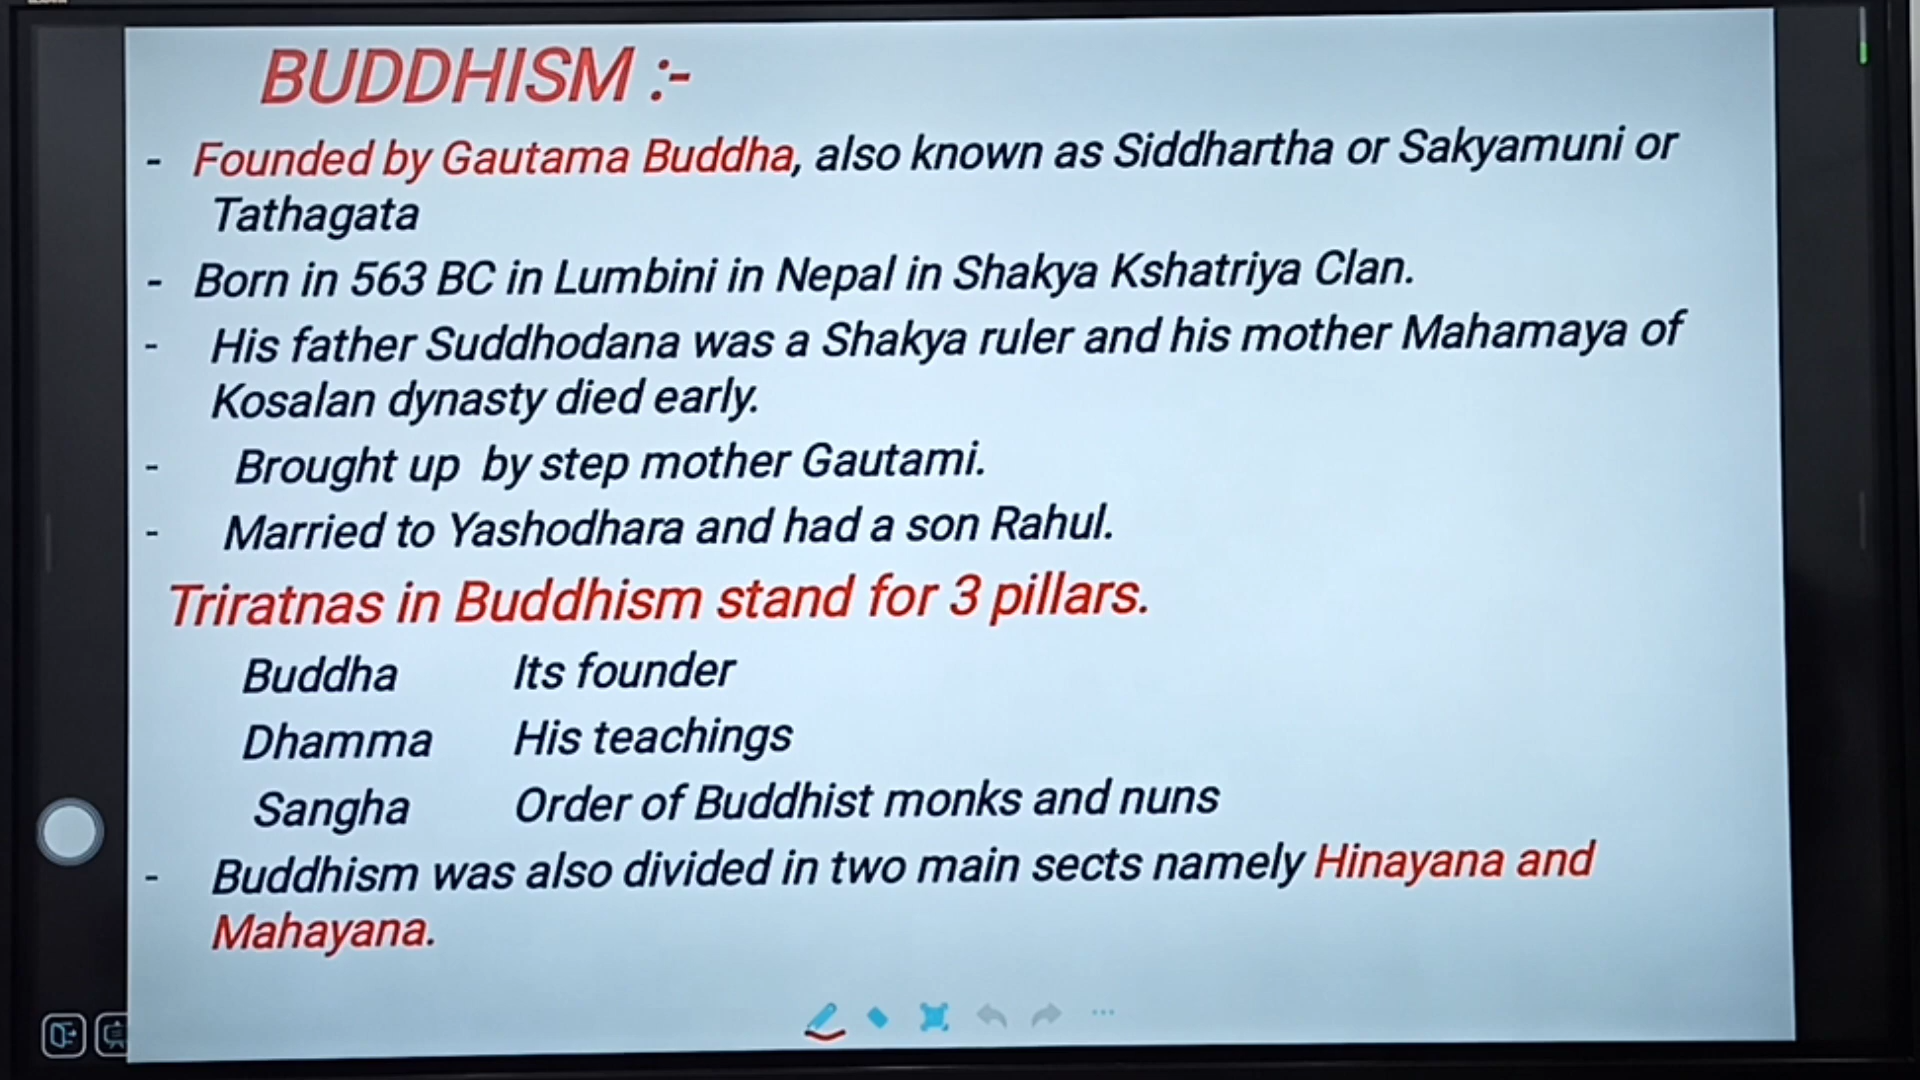 BUDDHISM :-
- Founded by Gautama Buddha, also known as Siddhartha or Sakyamuni or
Tathagata
- Born in 563 BC in Lumbini in Nepal in Shakya Kshatriya Clan.
- His father Suddhodana was a Shakya ruler and his mother Mahamaya of
Kosalan dynasty died early.
- Brought up by step mother Gautami.
- Married to Yashodhara and had a son Rahul.
Triratnas in Buddhism stand for 3 pillars.
Buddha Its founder
Dhamma His teachings
Sangha Order of Buddhist monks and nuns
- Buddhism was also divided in two main sects namely Hinayana and
Mahayana.